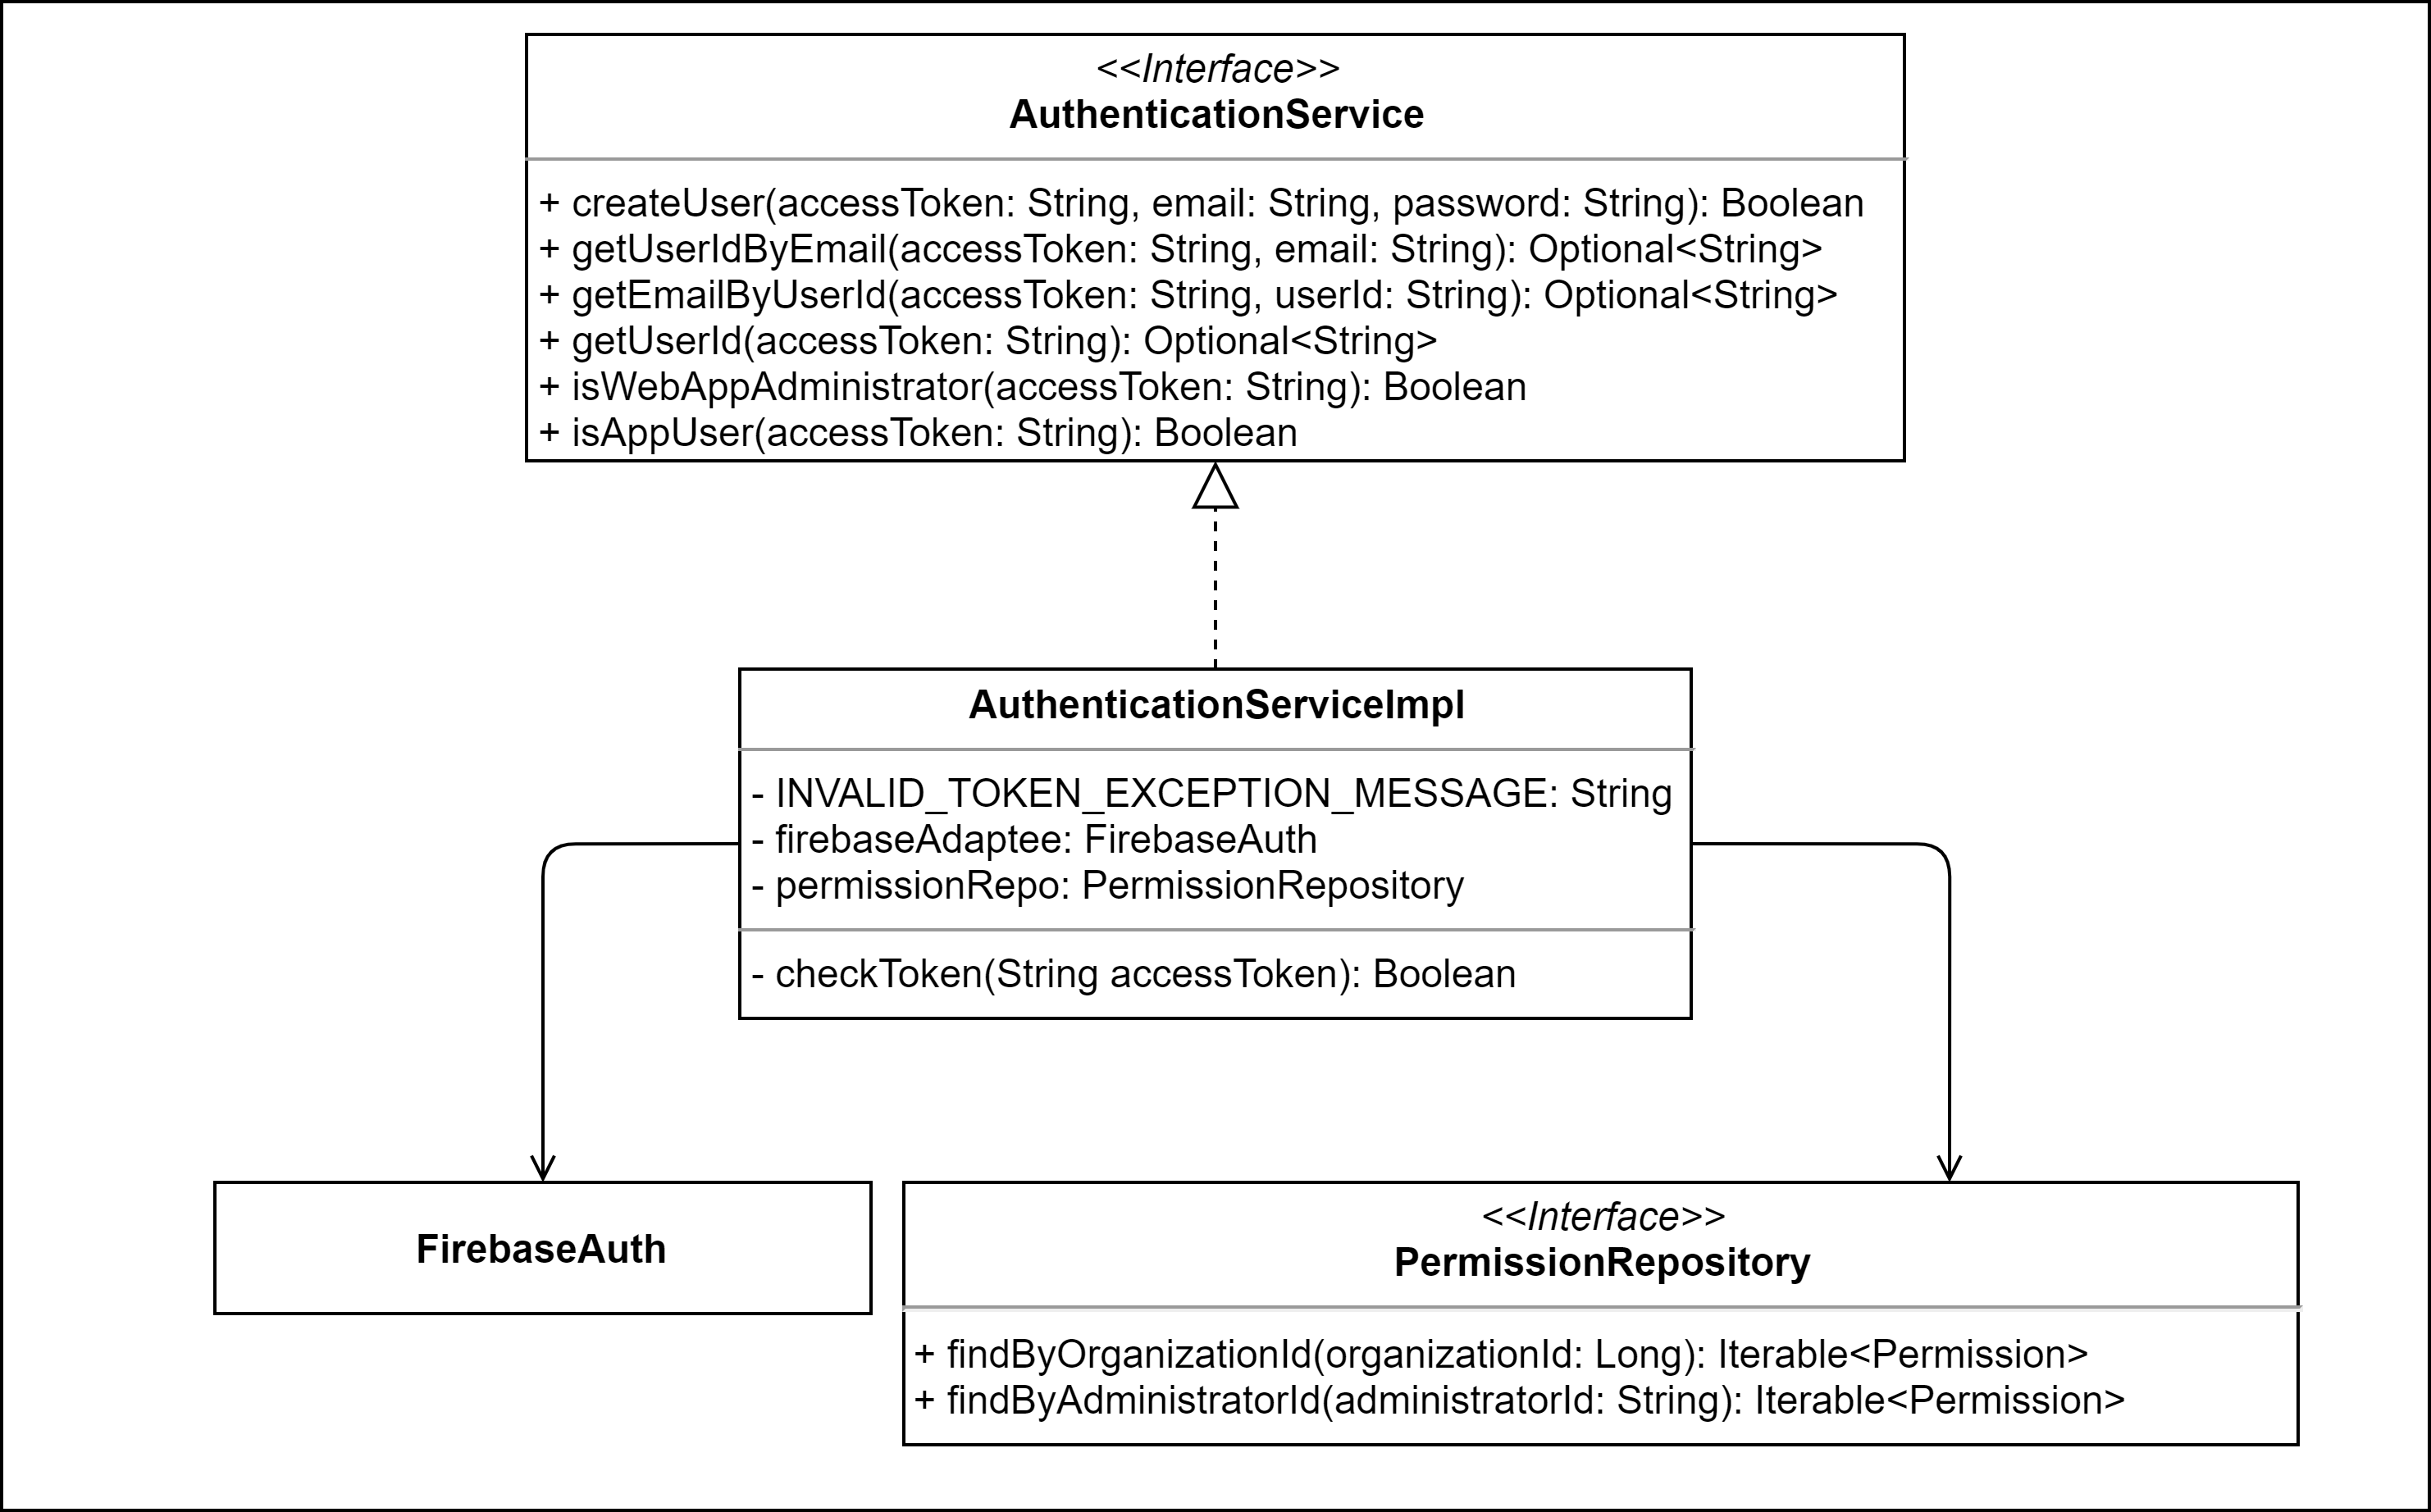 <<Interface>>
AuthenticationService
+ createUser(accessToken: String, email: String, password: String): Boolean
+ getUserIdByEmail(accessToken: String, email: String): Optional<String>
+ getEmailByUserId(accessToken: String, userId: String): Optional<String>
+ getUserId(accessToken: String): Optional<String>
+ isWebAppAdministrator(accessToken: String): Boolean
+ isAppUser(accessToken: String): Boolean
AuthenticationServiceImpl
- INVALID_TOKEN_EXCEPTION_MESSAGE: String
- firebaseAdaptee: FirebaseAuth
- permissionRepo: PermissionRepository
- checkToken(String accessToken): Boolean
FirebaseAuth
<<Interface>>
PermissionRepository
+ findByOrganizationId(organizationId: Long): Iterable<Permission>
+ findByAdministratorId(administratorId: String): Iterable<Permission>